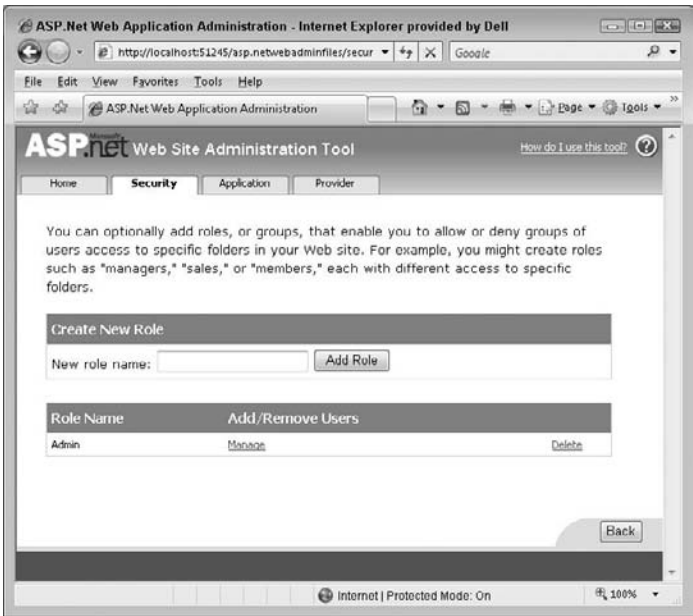 ASP.Net Web Application Administration - Internet Explorer provided by Dell
http://localhost:51245/asp.netwebadminfiles/secur
Google
File Edit View Favorites Tools Help
ASP.Net Web Application Administration
Page Tools »
Microsoft
ASP.net Web Site Administration Tool
How do I use this tool? ?
Home Security Application Provider
You can optionally add roles, or groups, that enable you to allow or deny groups of
users access to specific folders in your Web site. For example, you might create roles
such as "managers," "sales," or "members," each with different access to specific
folders.
Create New Role
New role name: Add Role
Role Name Add/Remove Users
Admin Manage Delete
Back
Internet | Protected Mode: On 100%